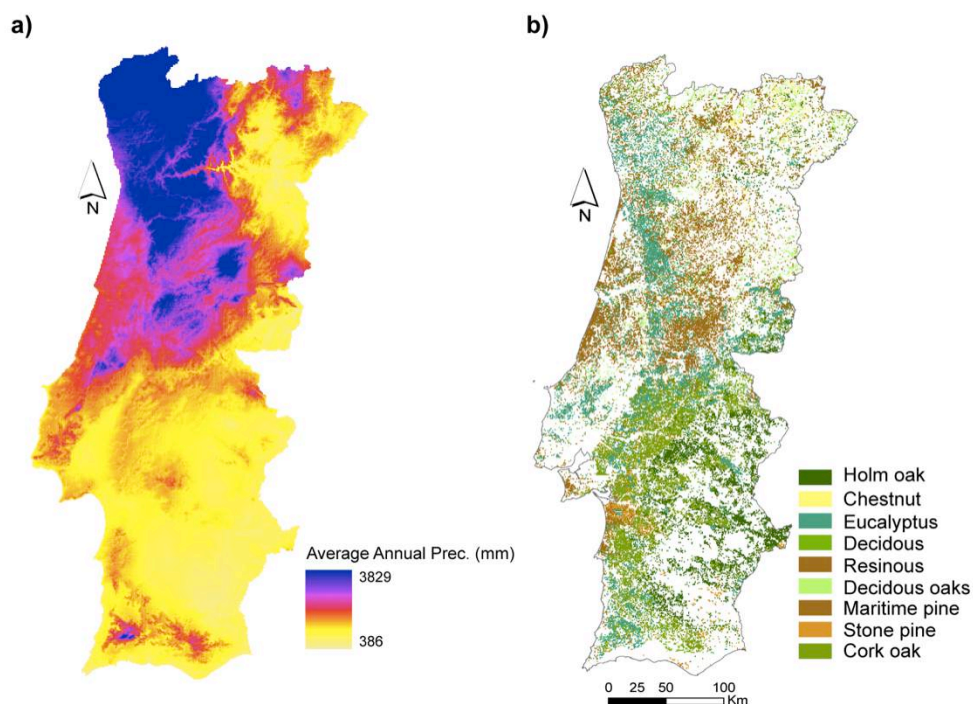 a)
N
Average Annual Prec. (mm)
3829
386
b)
N
Holm oak
Chestnut
Eucalyptus
Decidous
Resinous
Decidous oaks
Maritime pine
Stone pine
Cork oak
0 25 50 100
Km